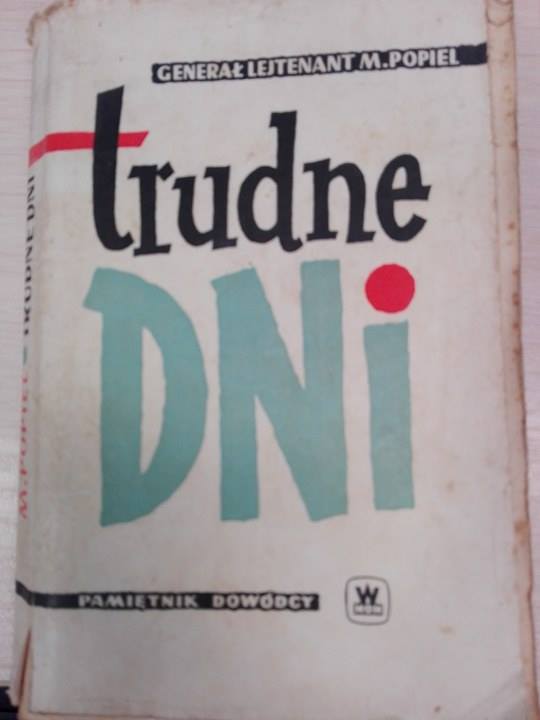 GENERAŁ LEJTENANT M.POPIEL
trudne
DNi
PAMIĘTNIK DOWÓDCY
W
MON
M.POPIEL - TRUDNE DNI